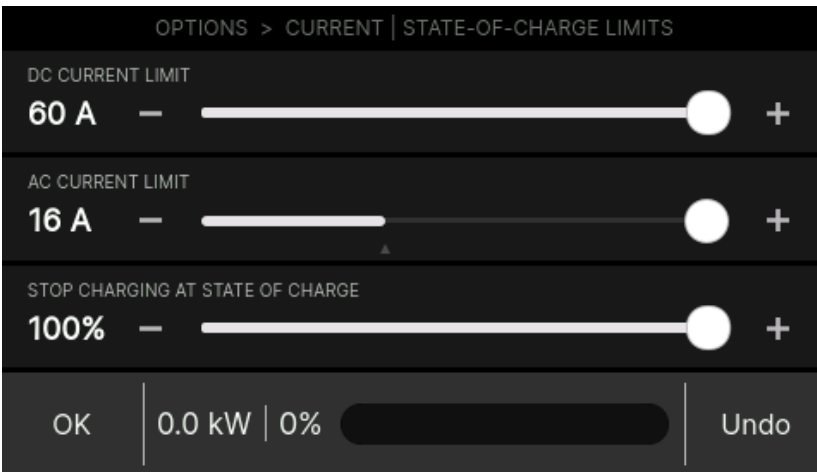 OPTIONS > CURRENT | STATE-OF-CHARGE LIMITS
DC CURRENT LIMIT
60 A − +
AC CURRENT LIMIT
16 A − +
STOP CHARGING AT STATE OF CHARGE
100% − +
OK 0.0 kW | 0% Undo